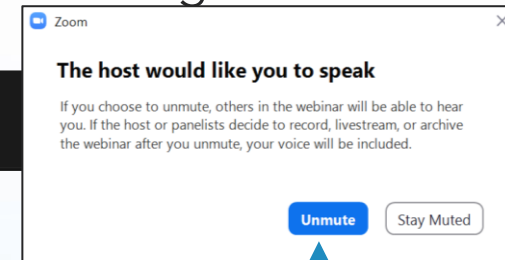 Zoom
The host would like you to speak
If you choose to unmute, others in the webinar will be able to hear
you. If the host or panelists decide to record, livestream, or archive
the webinar after you unmute, your voice will be included.
Unmute Stay Muted